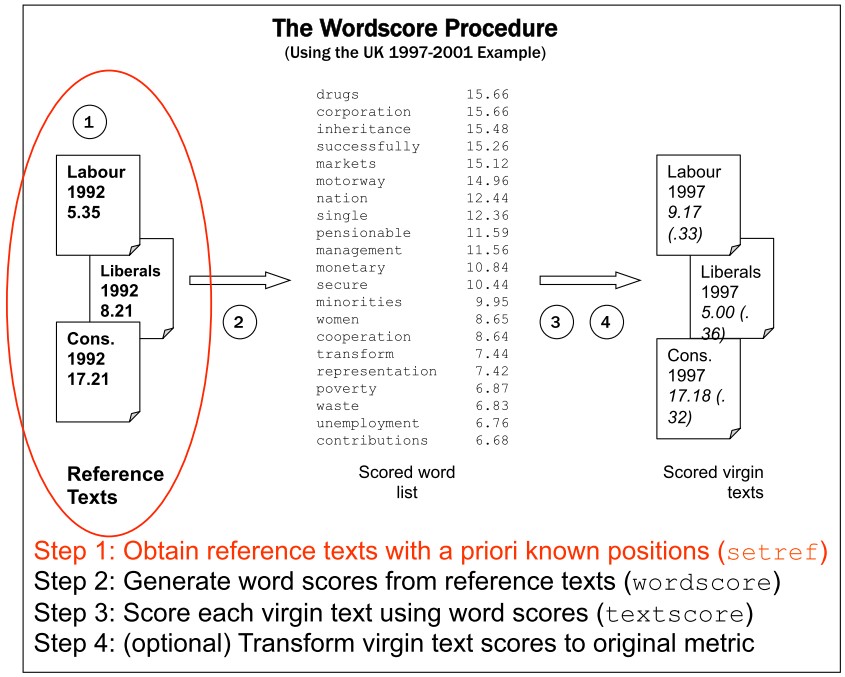 The Wordscore Procedure
(Using the UK 1997-2001 Example)
1
Labour
1992
5.35
Liberals
1992
8.21
Cons.
1992
17.21
Reference
Texts
2
drugs 15.66
corporation 15.66
inheritance 15.48
successfully 15.26
markets 15.12
motorway 14.96
nation 12.44
single 12.36
pensionable 11.59
management 11.56
monetary 10.84
secure 10.44
minorities 9.95
women 8.65
cooperation 8.64
transform 7.44
representation 7.42
poverty 6.87
waste 6.83
unemployment 6.76
contributions 6.68
Scored word
list
3 4
Labour
1997
9.17
(.33)
Liberals
1997
5.00 (.
36)
Cons.
1997
17.18 (.
32)
Scored virgin
texts
Step 1: Obtain reference texts with a priori known positions (setref)
Step 2: Generate word scores from reference texts (wordscore)
Step 3: Score each virgin text using word scores (textscore)
Step 4: (optional) Transform virgin text scores to original metric